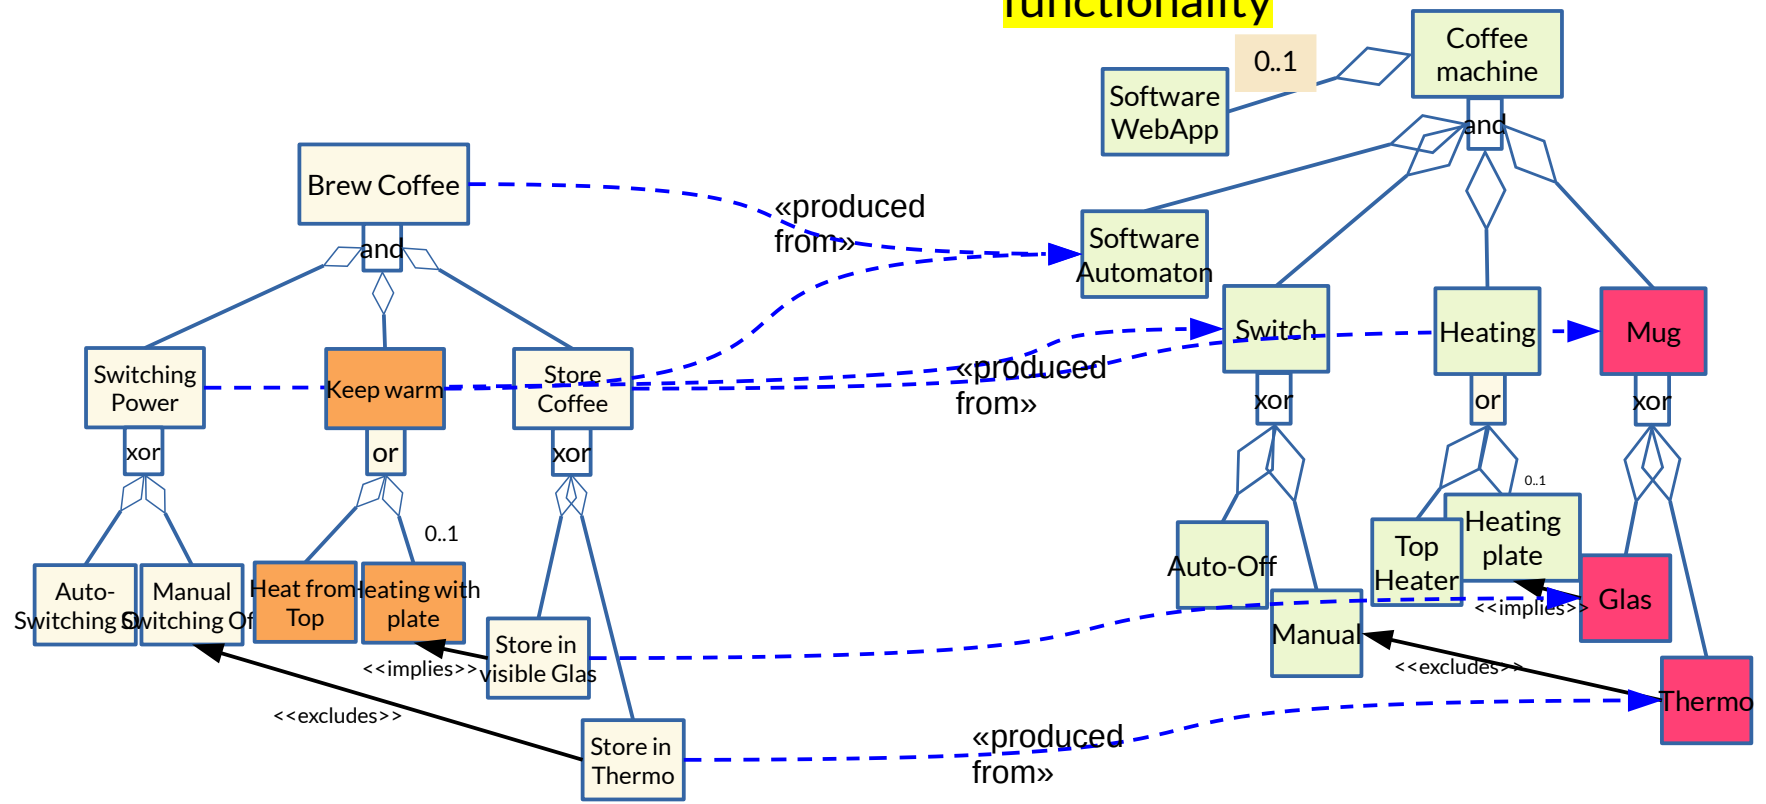 functionality
Coffee
machine
0..1
Software
WebApp
and
Brew Coffee
«produced
from»
and
Software
Automaton
Switch
Heating
Mug
Switching
Power
Keep warm
Store
Coffee
«produced
from»
xor
or
xor
xor
or
xor
0..1
0..1
Auto-
Switching O
Manual
Switching Of
Heat from
Top
Heating with
plate
Store in
visible Glas
<<implies>>
<<excludes>>
Store in
Thermo
Auto-Off
Manual
Top
Heater
Heating
plate
<<implies>>
Glas
<<excludes>>
Thermo
«produced
from»